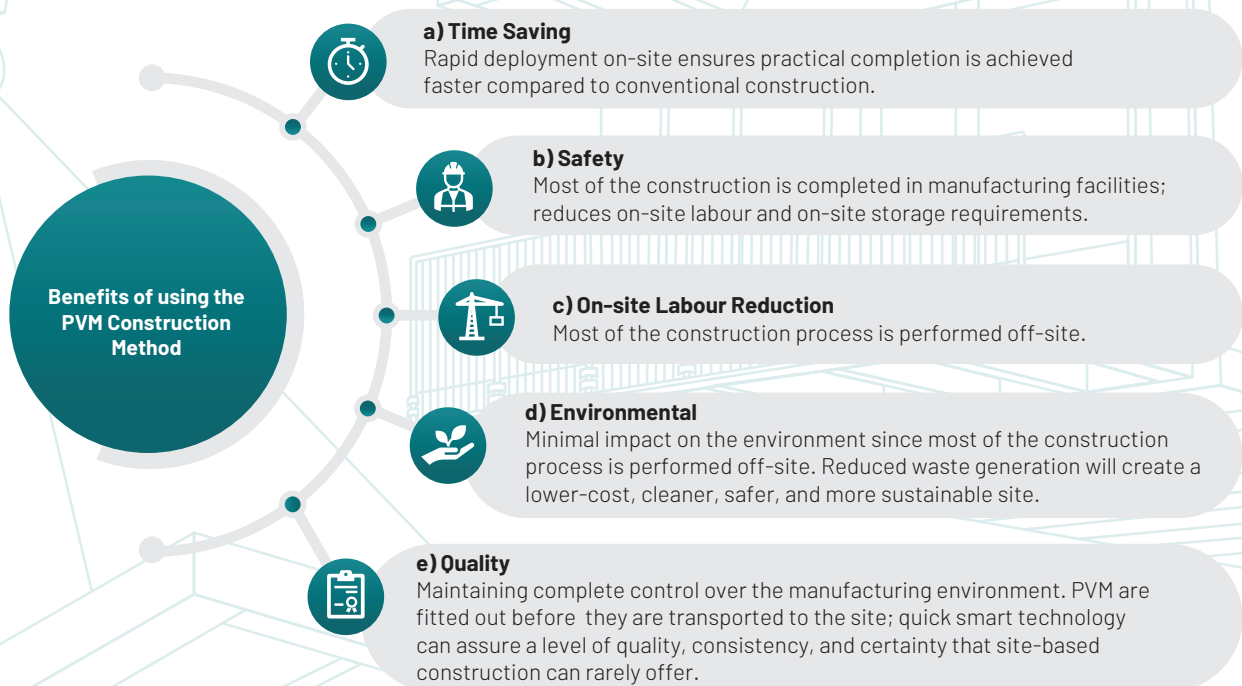 Benefits of using the
PVM Construction
Method
a) Time Saving
Rapid deployment on-site ensures practical completion is achieved
faster compared to conventional construction.
b) Safety
Most of the construction is completed in manufacturing facilities;
reduces on-site labour and on-site storage requirements.
c) On-site Labour Reduction
Most of the construction process is performed off-site.
d) Environmental
Minimal impact on the environment since most of the construction
process is performed off-site. Reduced waste generation will create a
lower-cost, cleaner, safer, and more sustainable site.
e) Quality
Maintaining complete control over the manufacturing environment. PVM are
fitted out before they are transported to the site; quick smart technology
can assure a level of quality, consistency, and certainty that site-based
construction can rarely offer.